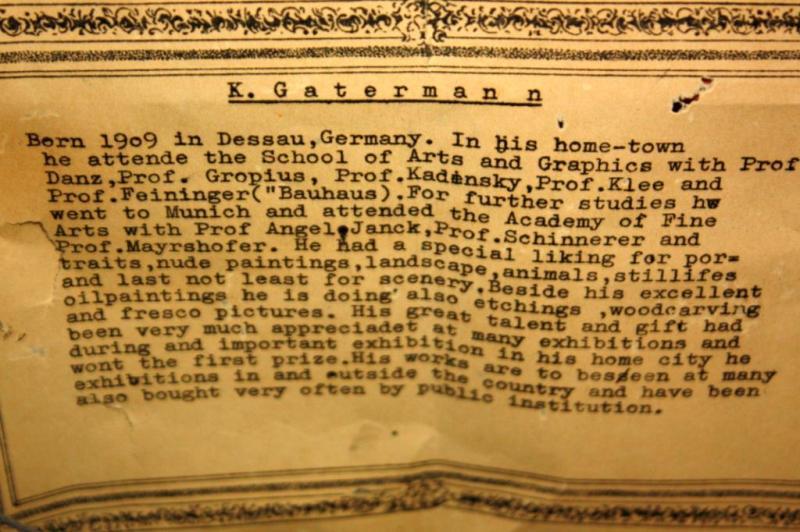 K. Gatermann
Born 1909 in Dessau,Germany. In his home-town
he attende the School of Arts and Graphics with Prof
Danz,Prof. Gropius, Prof.Kadinsky,Prof.Klee and
Prof.Feininger("Bauhaus).For further studies hw
went to Munich and attended the Academy of Fine
Arts with Prof Angel,Janck,Prof.Schinnerer and
Prof.Mayrshofer. He had a special liking for por=
traits,nude paintings,landscape,animals,stillifes
and last not least for scenery.Beside his excellent
oilpaintings he is doing also etchings ,woodcarving
and fresco pictures. His great talent and gift had
been very much appreciadet at many exhibitions and
during and important exhibition in his home city he
wont the first prize.His works are to be seen at many
exhibitions in and outside the country and have been
also bought very often by public institution.